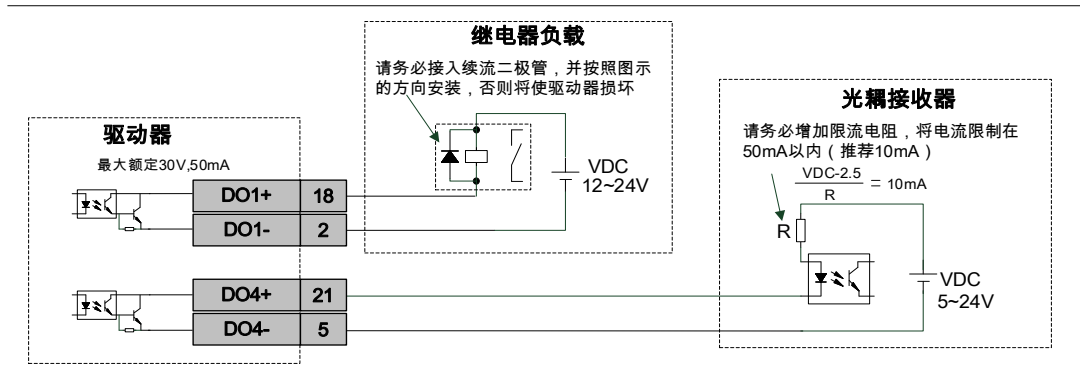 继电器负载
请务必接入续流二极管，并按照图示
的方向安装，否则将使驱动器损坏
VDC
12~24V
驱动器
最大额定30V,50mA
DO1+ 18
DO1- 2
DO4+ 21
DO4- 5
光耦接收器
请务必增加限流电阻，将电流限制在
50mA以内（推荐10mA）
VDC-2.5
R
= 10mA
R
VDC
5~24V